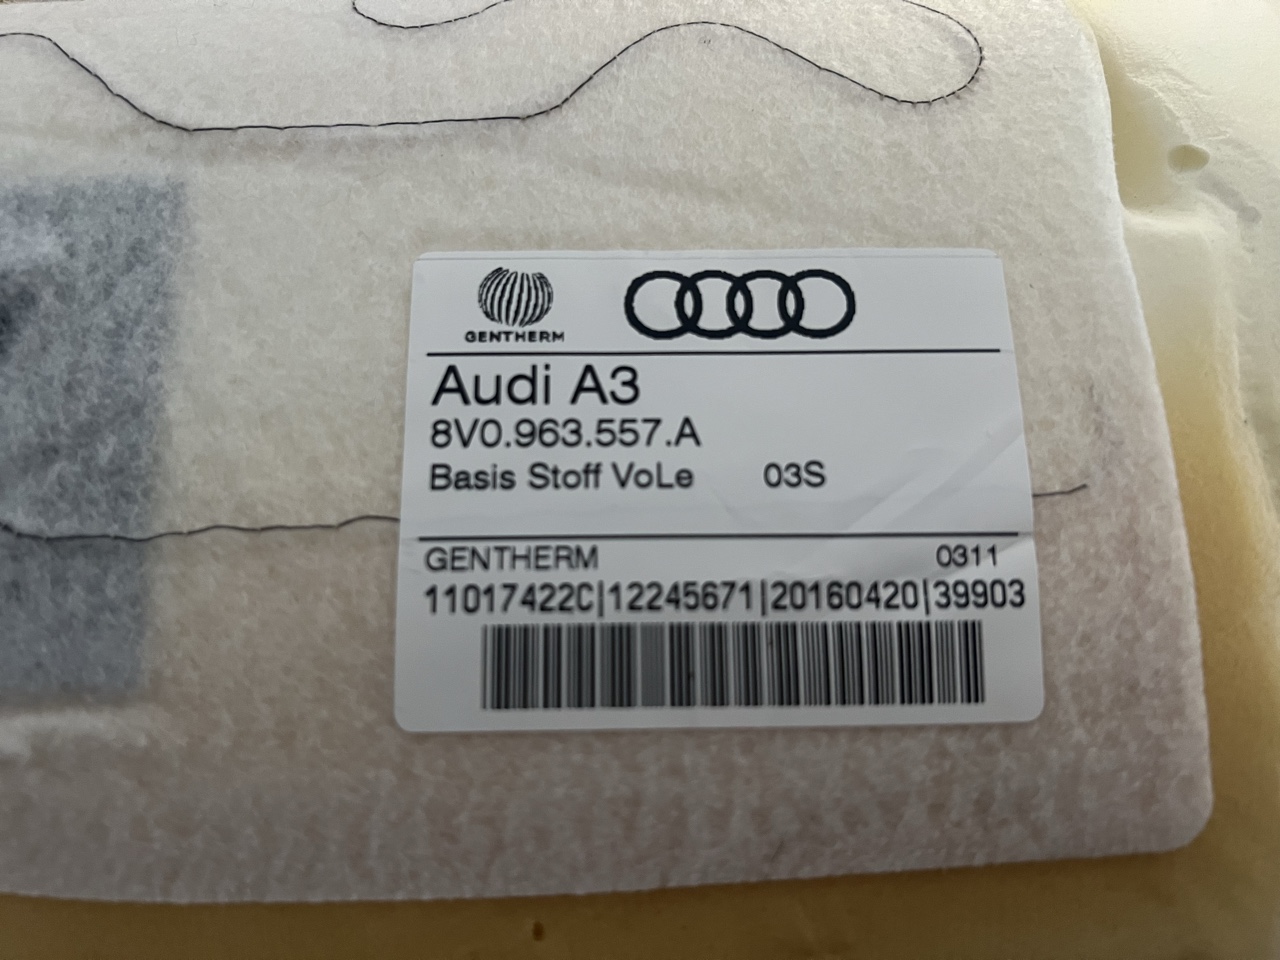 GENTHERM
Audi A3
8V0.963.557.A
Basis Stoff VoLe 03S
GENTHERM 0311
11017422C|12245671|20160420|39903